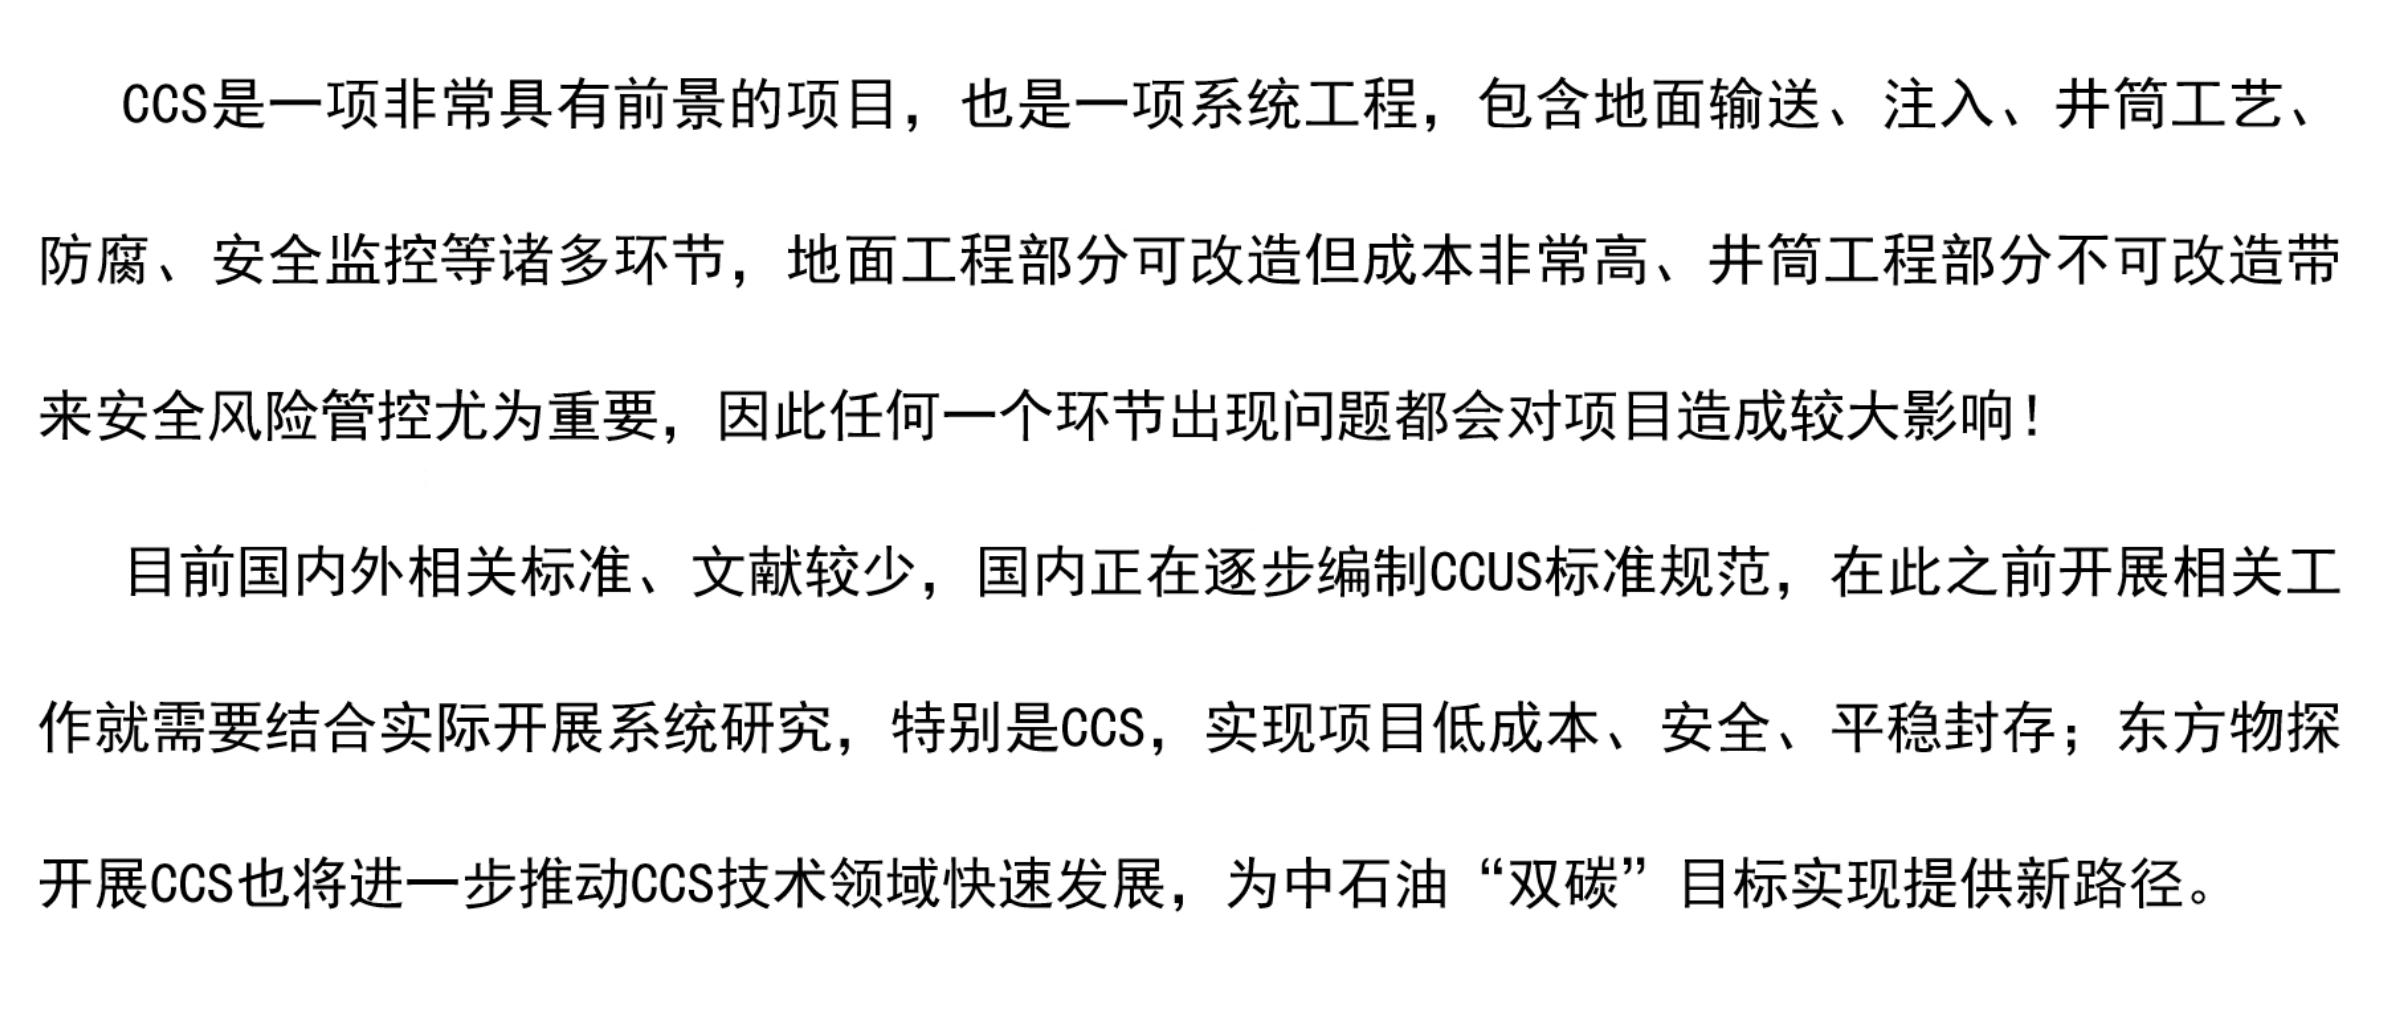 CCS是一项非常具有前景的项目，也是一项系统工程，包含地面输送、注入、井筒工艺、
防腐、安全监控等诸多环节，地面工程部分可改造但成本非常高、井筒工程部分不可改造带
来安全风险管控尤为重要，因此任何一个环节出现问题都会对项目造成较大影响！
目前国内外相关标准、文献较少，国内正在逐步编制CCUS标准规范，在此之前开展相关工
作就需要结合实际开展系统研究，特别是CCS，实现项目低成本、安全、平稳封存；东方物探
开展CCS也将进一步推动CCS技术领域快速发展，为中石油“双碳”目标实现提供新路径。